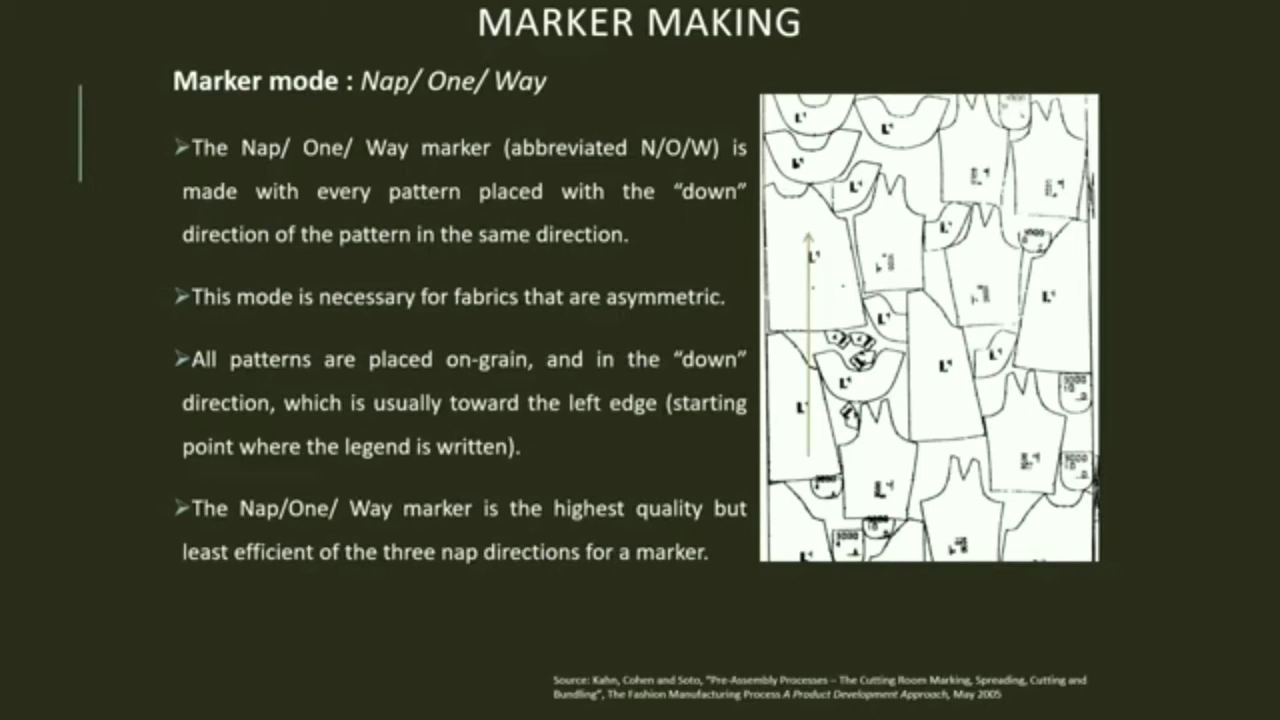 MARKER MAKING
Marker mode : Nap/ One/ Way
➢The Nap/ One/ Way marker (abbreviated N/O/W) is
made with every pattern placed with the “down”
direction of the pattern in the same direction.
➢This mode is necessary for fabrics that are asymmetric.
➢All patterns are placed on-grain, and in the “down”
direction, which is usually toward the left edge (starting
point where the legend is written).
➢The Nap/One/ Way marker is the highest quality but
least efficient of the three nap directions for a marker.
Source: Kahn, Cohen and Soto, “Pre-Assembly Processes – The Cutting Room Marking, Spreading, Cutting and
Bundling”, The Fashion Manufacturing Process A Product Development Approach, May 2005